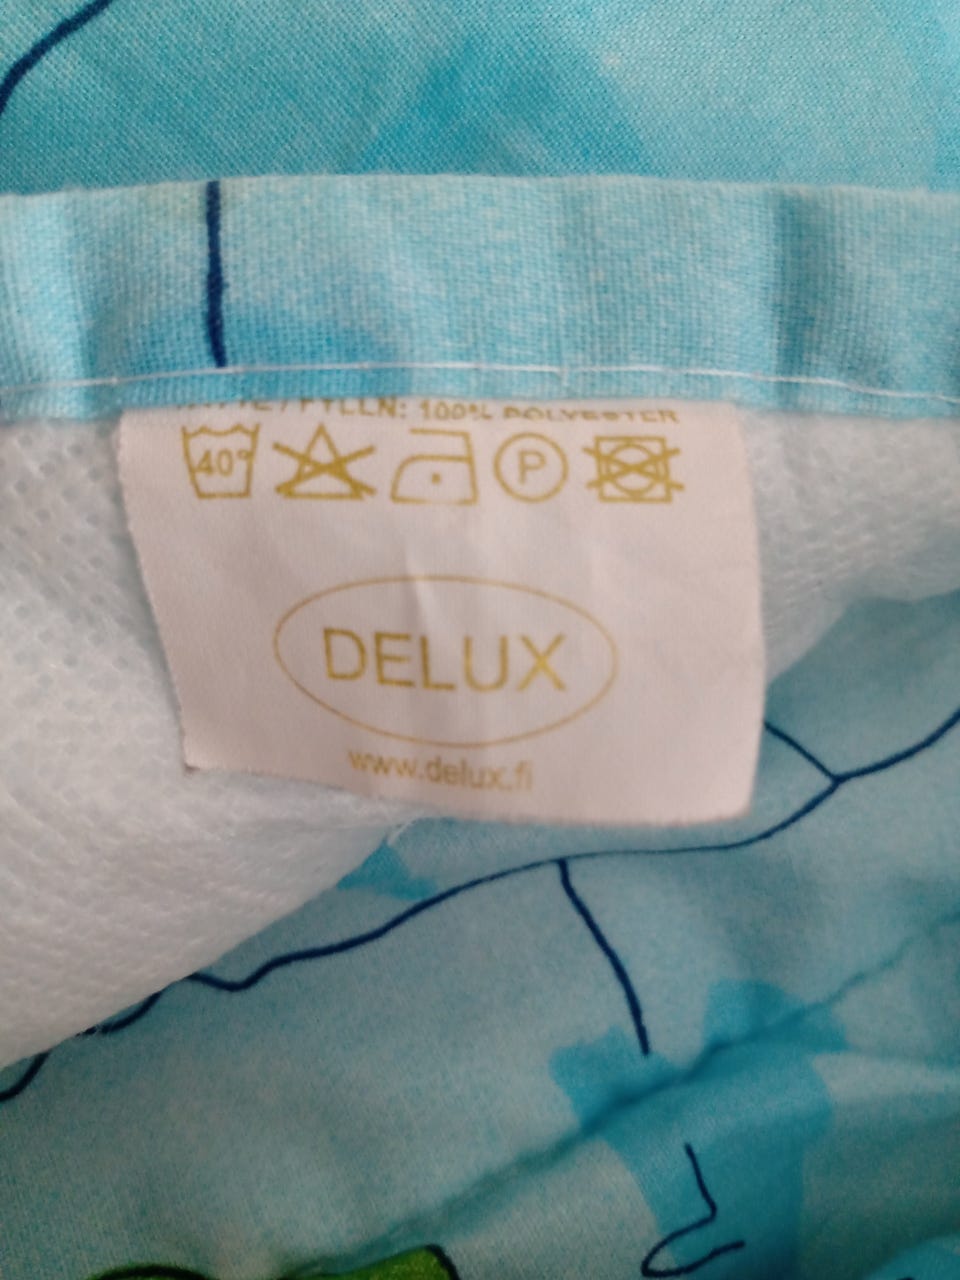 / FYLLN: 100% POLYESTER
40°
P
DELUX
www.delux.fi